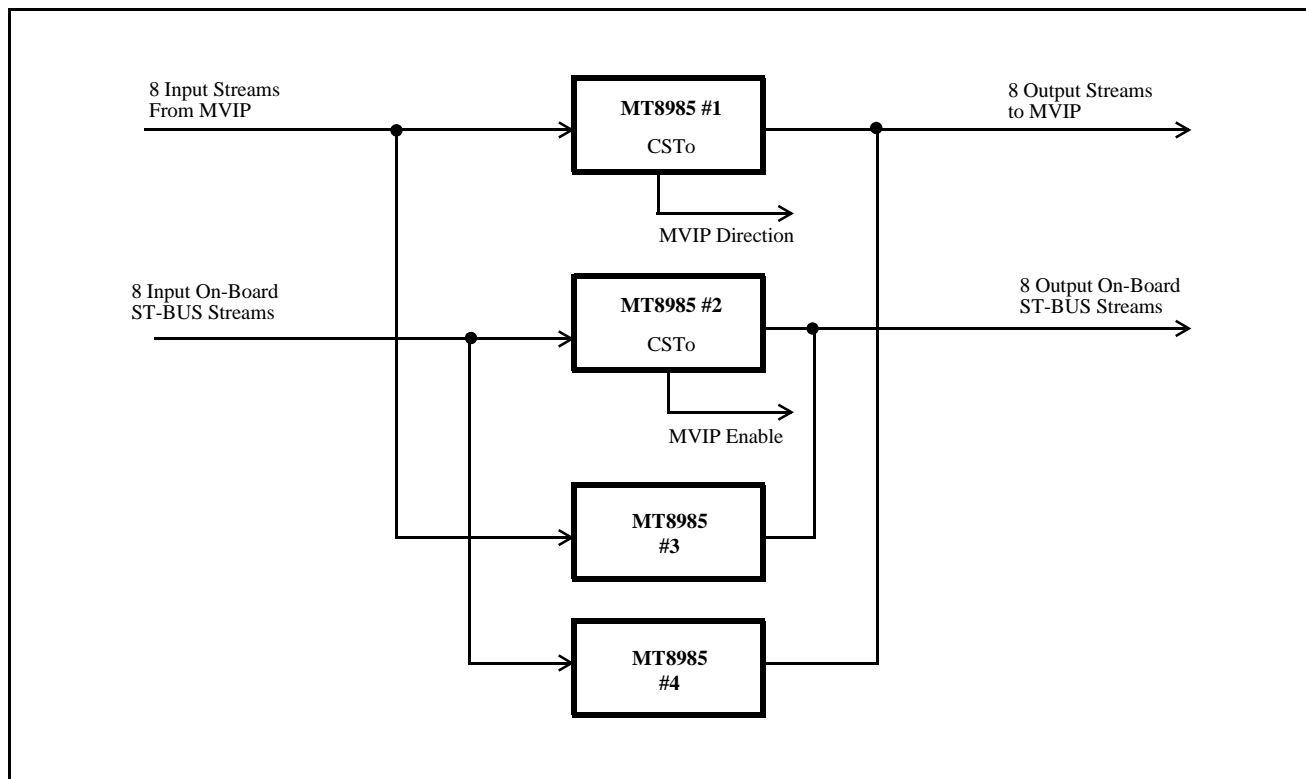 8 Input Streams
From MVIP
MT8985 #1
CSTo
8 Output Streams
to MVIP
MVIP Direction
8 Input On-Board
ST-BUS Streams
MT8985 #2
CSTo
8 Output On-Board
ST-BUS Streams
MVIP Enable
MT8985
#3
MT8985
#4